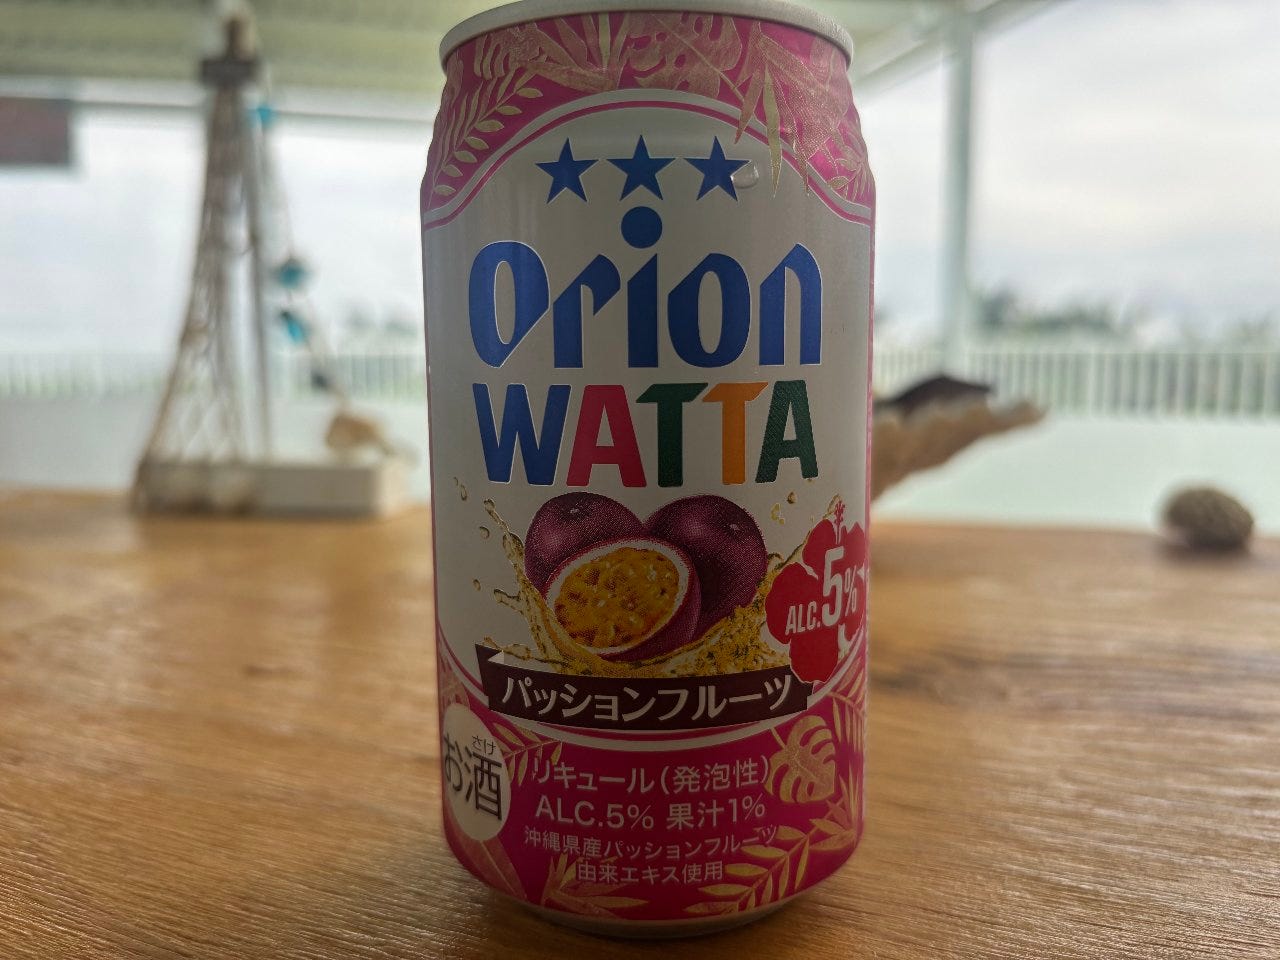 Orion
WATTA
ALC.5%
パッションフルーツ
さけ
お酒
リキュール(発泡性)
ALC.5% 果汁1%
沖縄県産パッションフルーツ
由来エキス使用